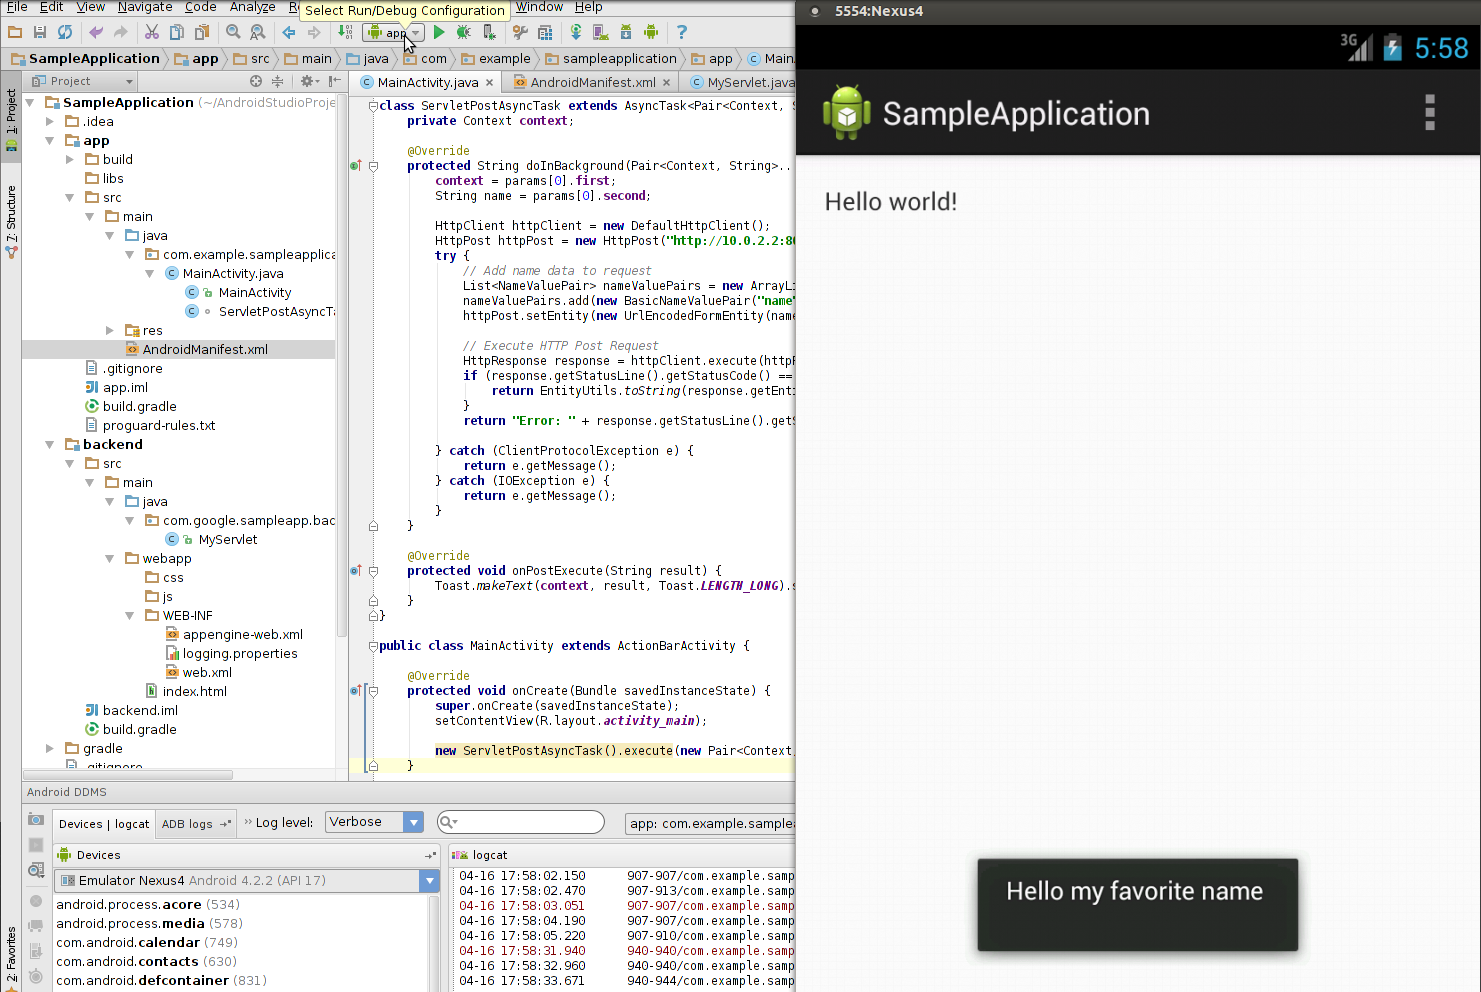 File Edit View Navigate Code Analyze R
Select Run/Debug Configuration
Window Help
app
SampleApplication app src main java com example sampleapplication app Main
1: Project
7: Structure
2: Favorites
Project
SampleApplication (~/AndroidStudioProje
.idea
app
build
libs
src
main
java
com.example.sampleapplica
MainActivity.java
MainActivity
ServletPostAsyncTa
res
AndroidManifest.xml
.gitignore
app.iml
build.gradle
proguard-rules.txt
backend
src
main
java
com.google.sampleapp.bac
MyServlet
webapp
css
js
WEB-INF
appengine-web.xml
logging.properties
web.xml
index.html
backend.iml
build.gradle
gradle
.gitignore
MainActivity.java AndroidManifest.xml MyServlet.java
class ServletPostAsyncTask extends AsyncTask<Pair<Context, S
private Context context;
@Override
protected String doInBackground(Pair<Context, String>..
context = params[0].first;
String name = params[0].second;
HttpClient httpClient = new DefaultHttpClient();
HttpPost httpPost = new HttpPost("http://10.0.2.2:80
try {
// Add name data to request
List<NameValuePair> nameValuePairs = new ArrayLi
nameValuePairs.add(new BasicNameValuePair("name"
httpPost.setEntity(new UrlEncodedFormEntity(name
// Execute HTTP Post Request
HttpResponse response = httpClient.execute(httpP
if (response.getStatusLine().getStatusCode() ==
return EntityUtils.toString(response.getEnti
}
return "Error: " + response.getStatusLine().getS
} catch (ClientProtocolException e) {
return e.getMessage();
} catch (IOException e) {
return e.getMessage();
}
}
@Override
protected void onPostExecute(String result) {
Toast.makeText(context, result, Toast.LENGTH_LONG).s
}
}
public class MainActivity extends ActionBarActivity {
@Override
protected void onCreate(Bundle savedInstanceState) {
super.onCreate(savedInstanceState);
setContentView(R.layout.activity_main);
new ServletPostAsyncTask().execute(new Pair<Context,
}
Android DDMS
Devices | logcat ADB logs Log level: Verbose app: com.example.sample
Devices
Emulator Nexus4 Android 4.2.2 (API 17)
android.process.acore (534)
android.process.media (578)
com.android.calendar (749)
com.android.contacts (630)
com.android.defcontainer (831)
logcat
04-16 17:58:02.150 907-907/com.example.samp
04-16 17:58:02.470 907-913/com.example.samp
04-16 17:58:03.051 907-907/com.example.samp
04-16 17:58:04.190 907-907/com.example.samp
04-16 17:58:05.220 907-910/com.example.samp
04-16 17:58:31.940 940-940/com.example.samp
04-16 17:58:32.960 940-940/com.example.samp
04-16 17:58:33.671 940-944/com.example.samp
5554:Nexus4
3G 5:58
SampleApplication
Hello world!
Hello my favorite name